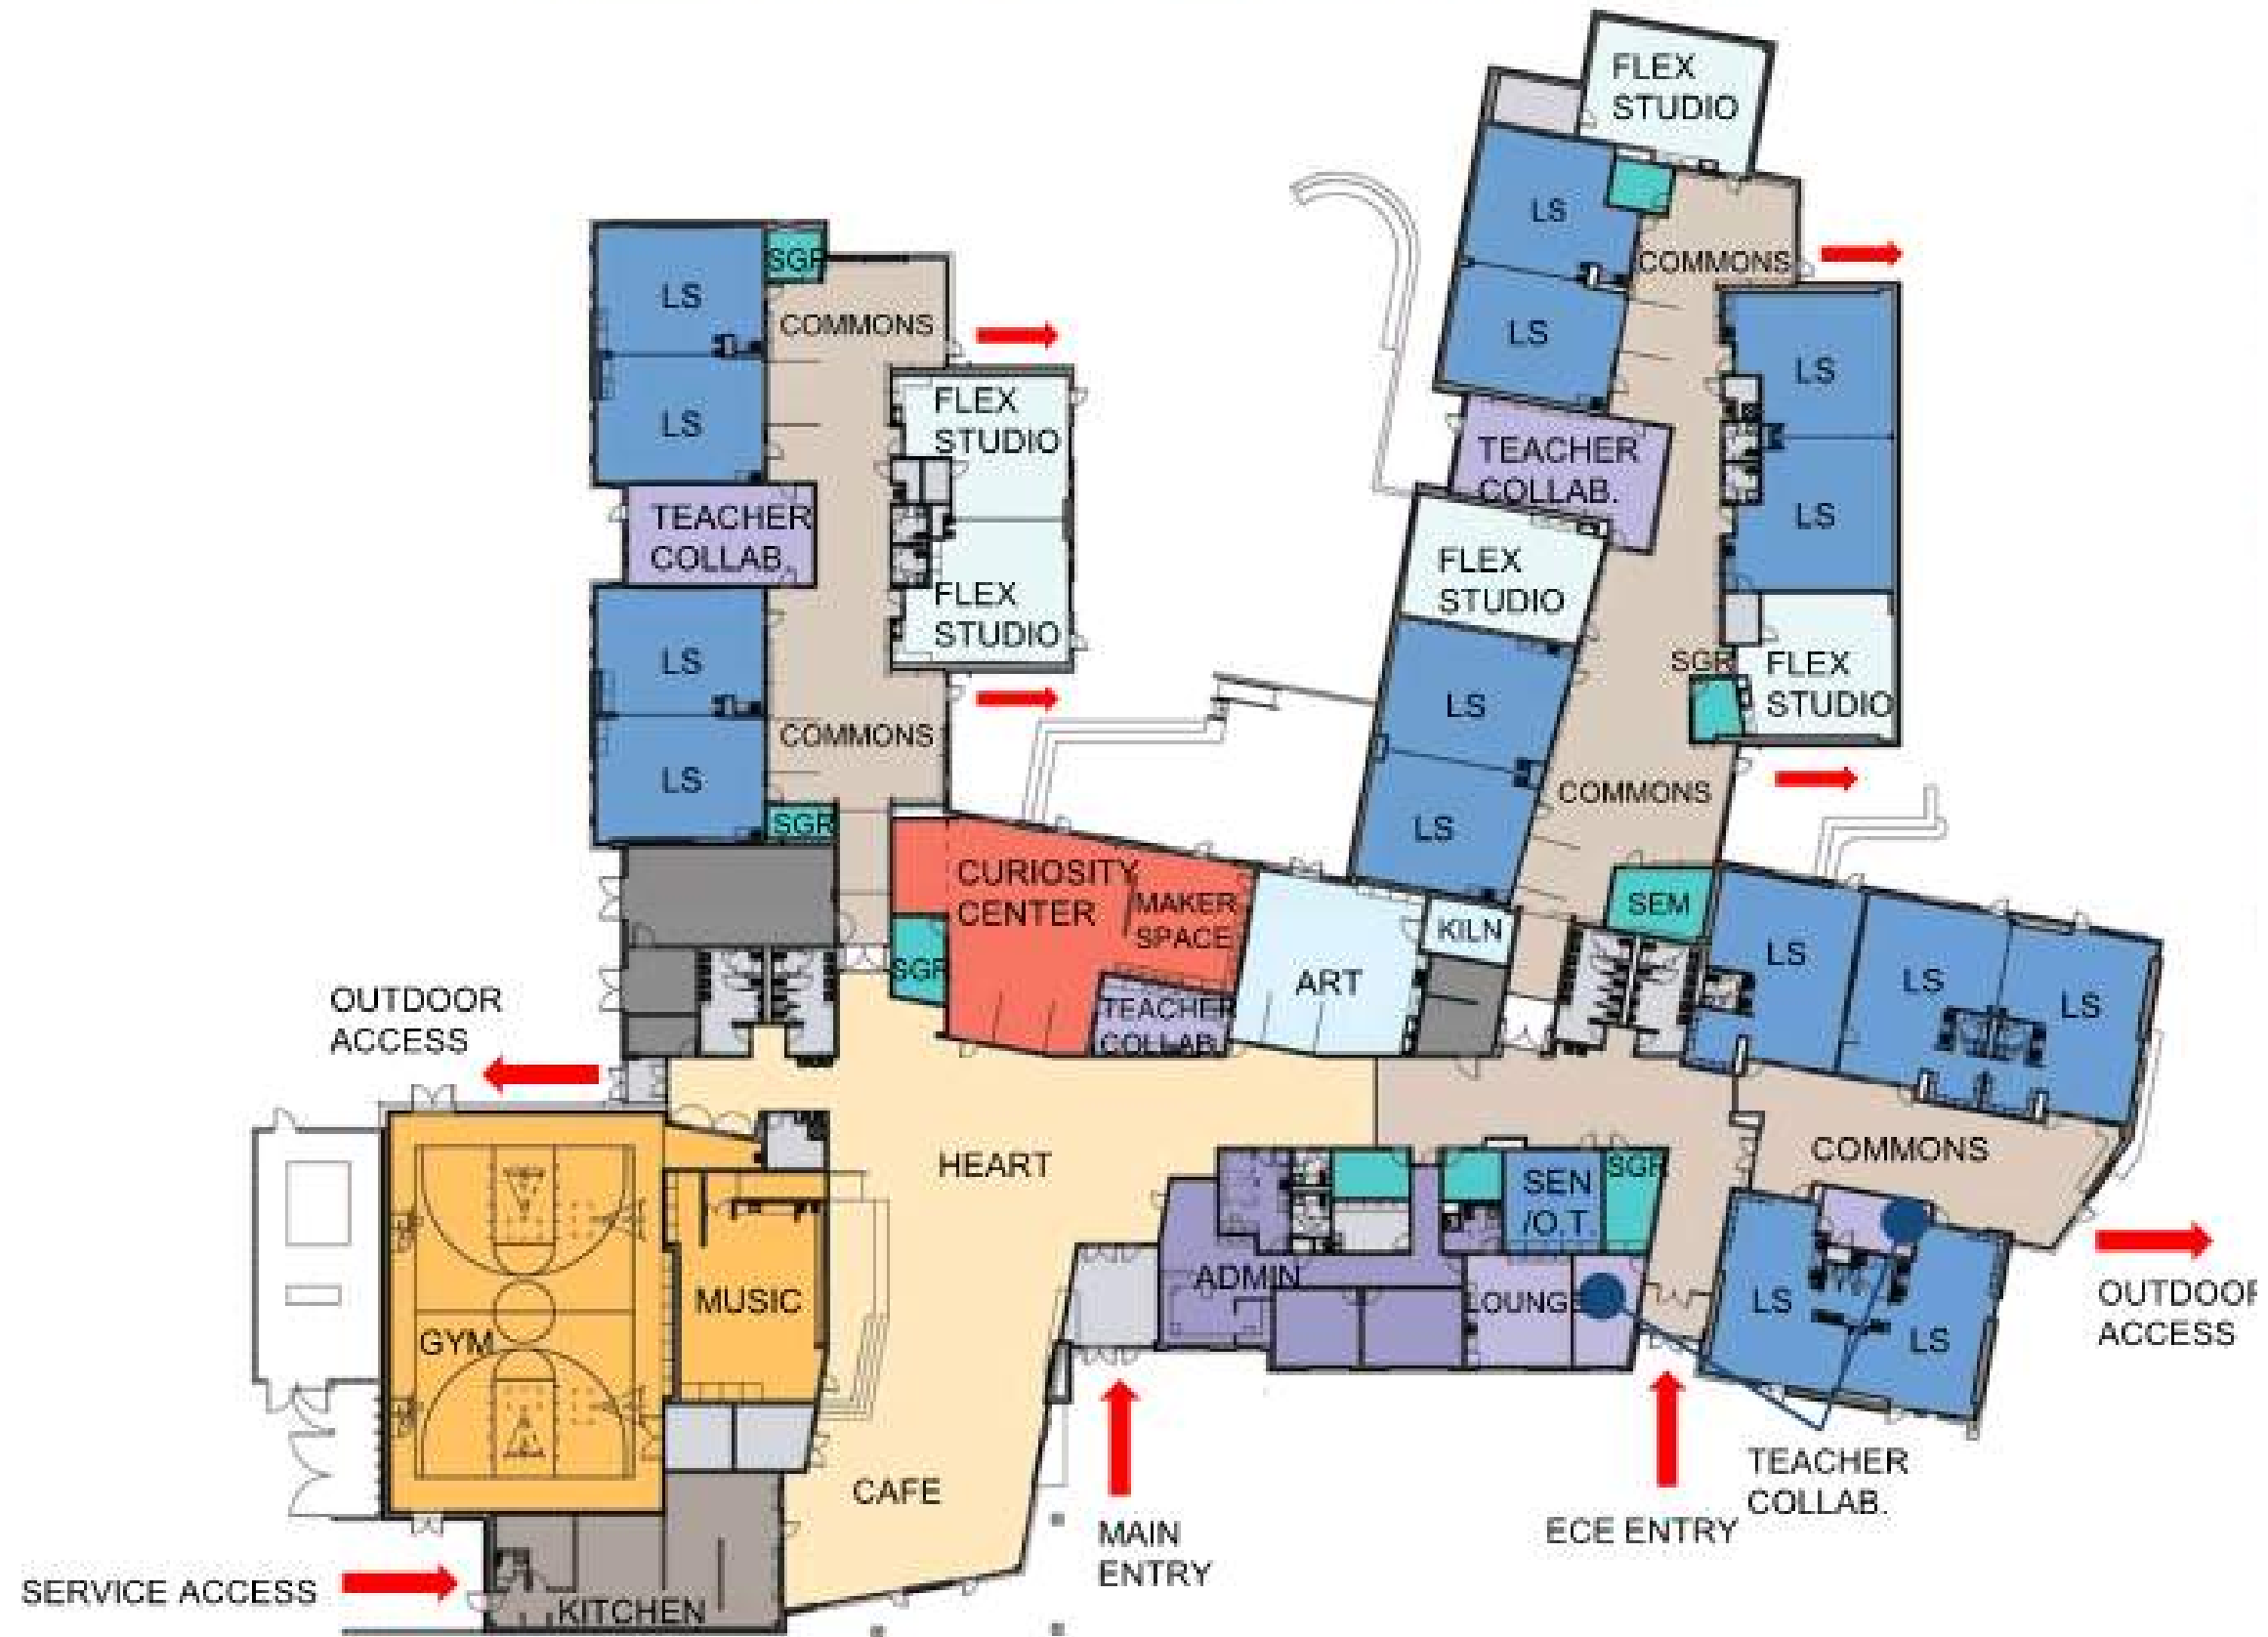 FLEX
STUDIO
LS
COMMONS
SGR
LS
COMMONS
LS
LS
LS
FLEX
STUDIO
LS
TEACHER
COLLAB.
TEACHER
COLLAB.
LS
FLEX
STUDIO
FLEX
STUDIO
LS
SGR
FLEX
STUDIO
LS
COMMONS
LS
COMMONS
SGR
LS
CURIOSITY
CENTER
MAKER
SPACE
SEM
KILN
LS
SGR
ART
LS
LS
OUTDOOR
ACCESS
TEACHER
COLLAB.
HEART
COMMONS
SEN
/O.T.
SGR
MUSIC
ADMIN
LOUNGE
LS
LS
GYM
OUTDOOR
ACCESS
CAFE
TEACHER
COLLAB.
MAIN
ENTRY
ECE ENTRY
SERVICE ACCESS
KITCHEN